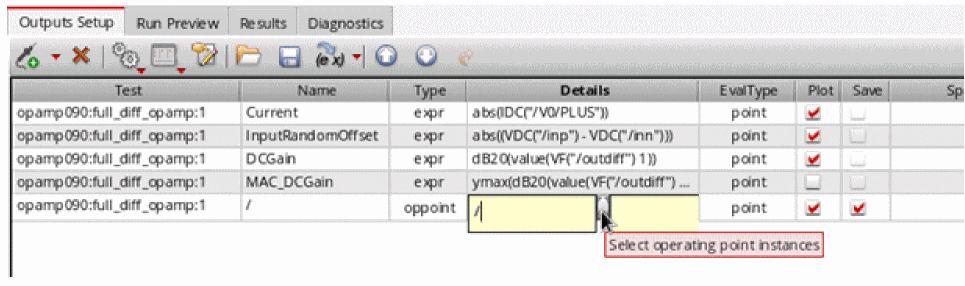 Outputs Setup Run Preview Results Diagnostics
(e x)
Test Name Type Details EvalType Plot Save Sp
opamp090:full_diff_opamp:1 Current expr abs(IDC("/V0/PLUS")) point
opamp090:full_diff_opamp:1 InputRandomOffset expr abs((VDC("/inp") - VDC("/inn"))) point
opamp090:full_diff_opamp:1 DCGain expr dB20(value(VF("/outdiff") 1)) point
opamp090:full_diff_opamp:1 MAC_DCGain expr ymax(dB20(value(VF("/outdiff") ... point
opamp090:full_diff_opamp:1 / oppoint / point
Select operating point instances